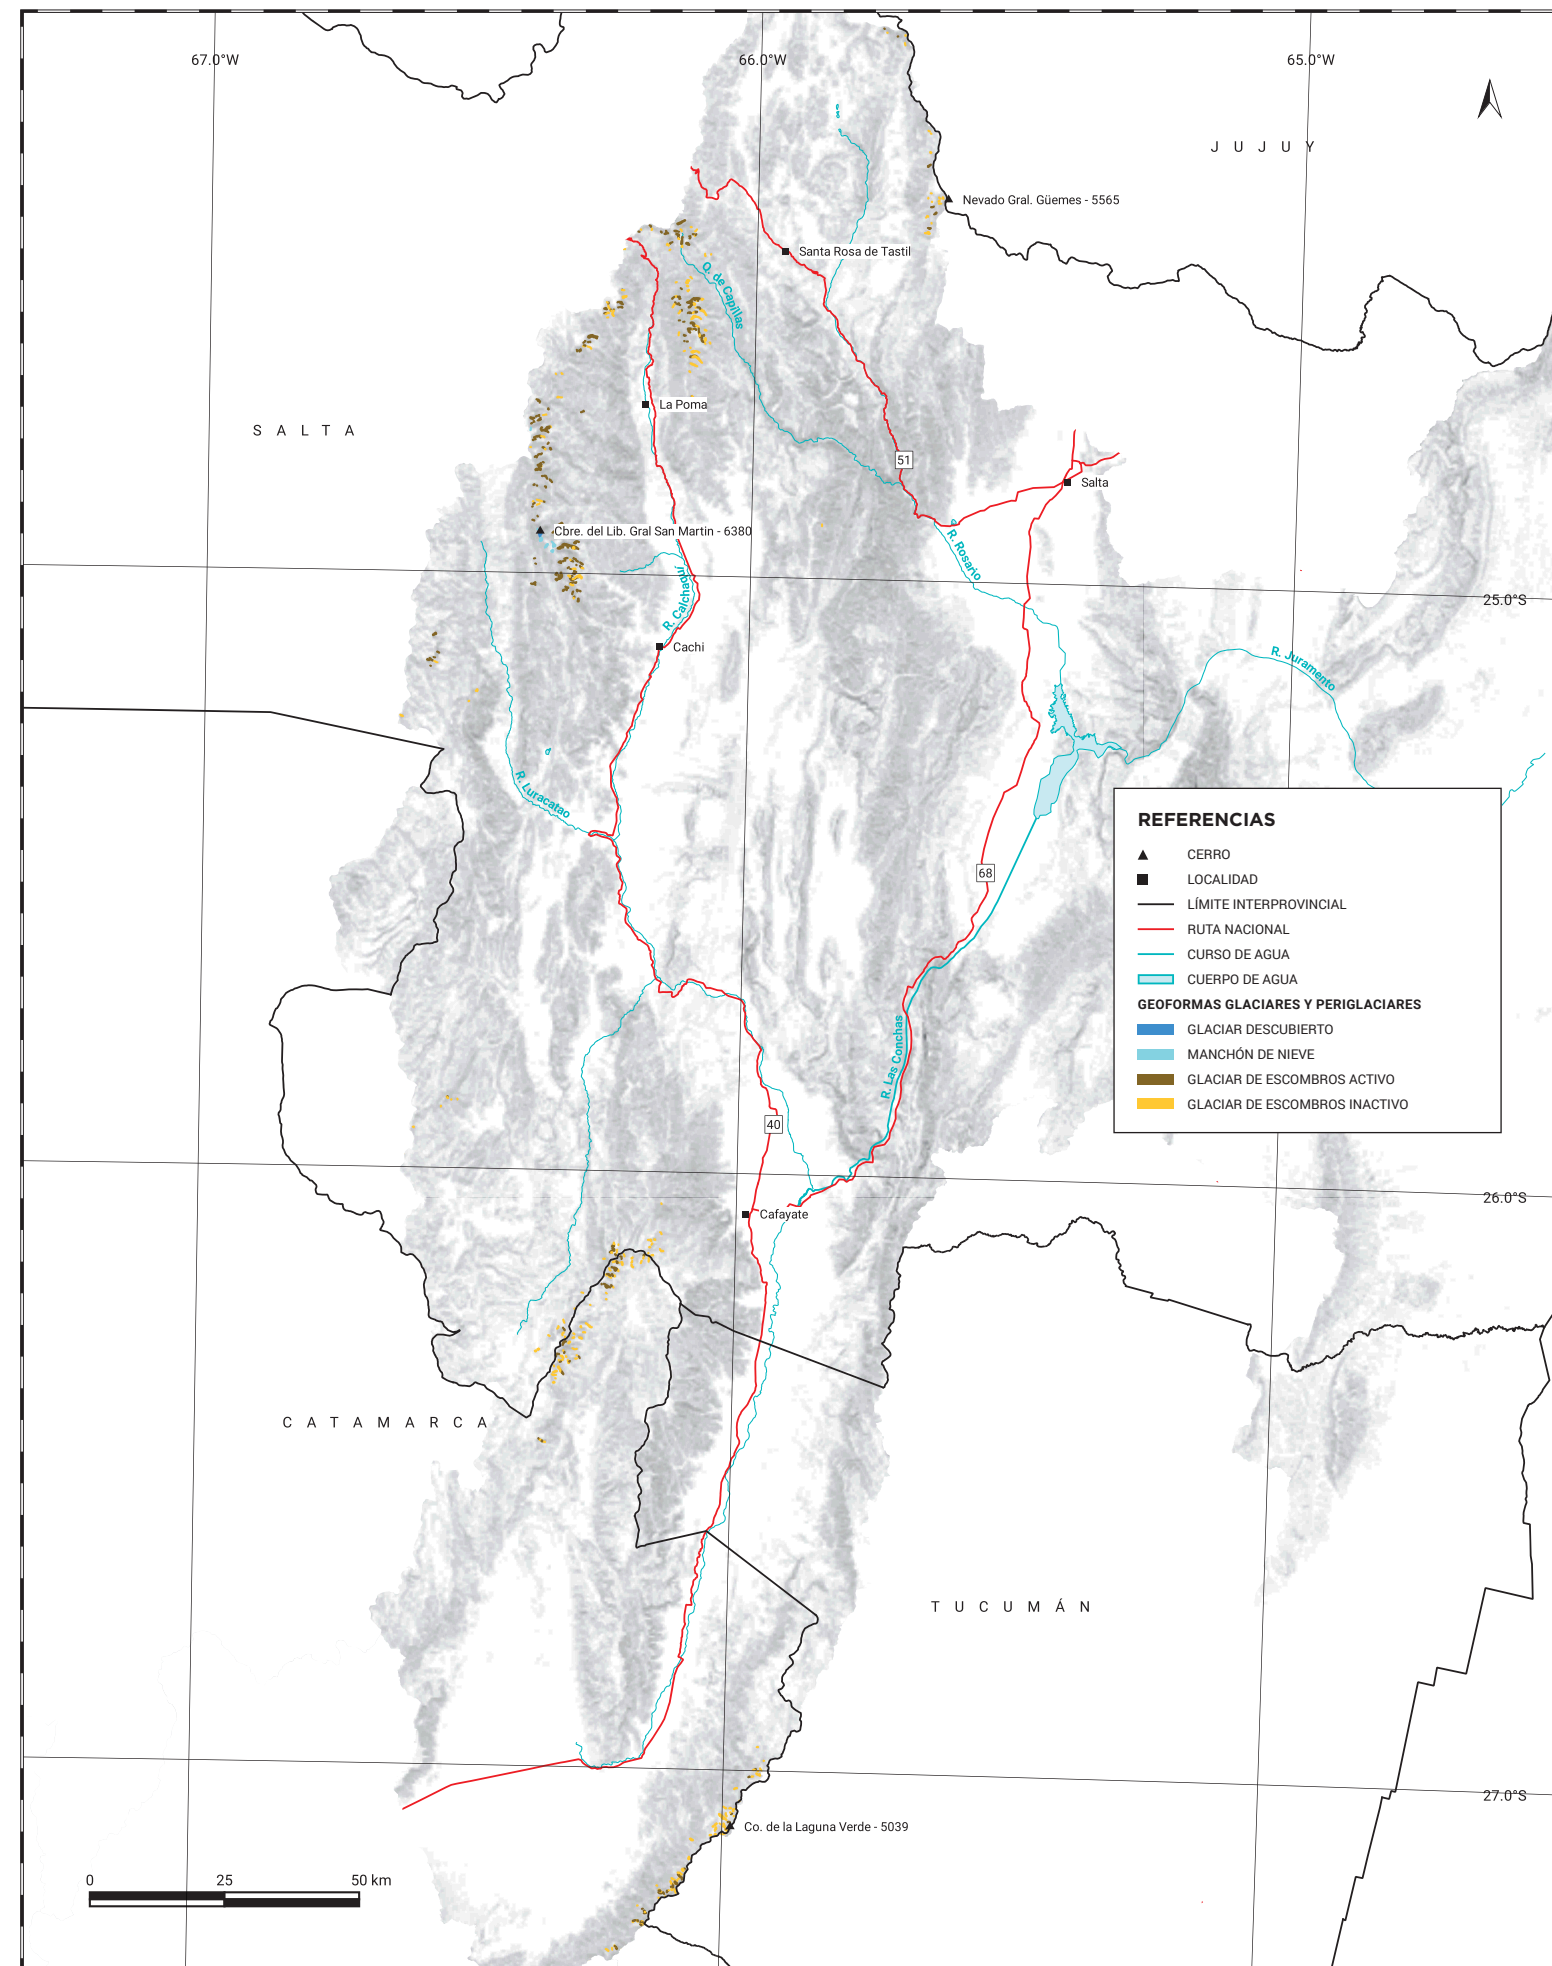 67.0°W
66.0°W
65.0°W
J U J U Y
Nevado Gral. Güemes - 5565
Santa Rosa de Tastil
Q. de Capillas
La Poma
S A L T A
51
Salta
Cbre. del Lib. Gral San Martin - 6380
R. Rosario
R. Calchaquí
25.0°S
Cachi
R. Juramento
R. Luracatao
REFERENCIAS
CERRO
LOCALIDAD
LÍMITE INTERPROVINCIAL
RUTA NACIONAL
CURSO DE AGUA
CUERPO DE AGUA
GEOFORMAS GLACIARES Y PERIGLACIARES
GLACIAR DESCUBIERTO
MANCHÓN DE NIEVE
GLACIAR DE ESCOMBROS ACTIVO
GLACIAR DE ESCOMBROS INACTIVO
68
R. Las Conchas
40
26.0°S
Cafayate
C A T A M A R C A
T U C U M Á N
27.0°S
Co. de la Laguna Verde - 5039
0 25 50 km